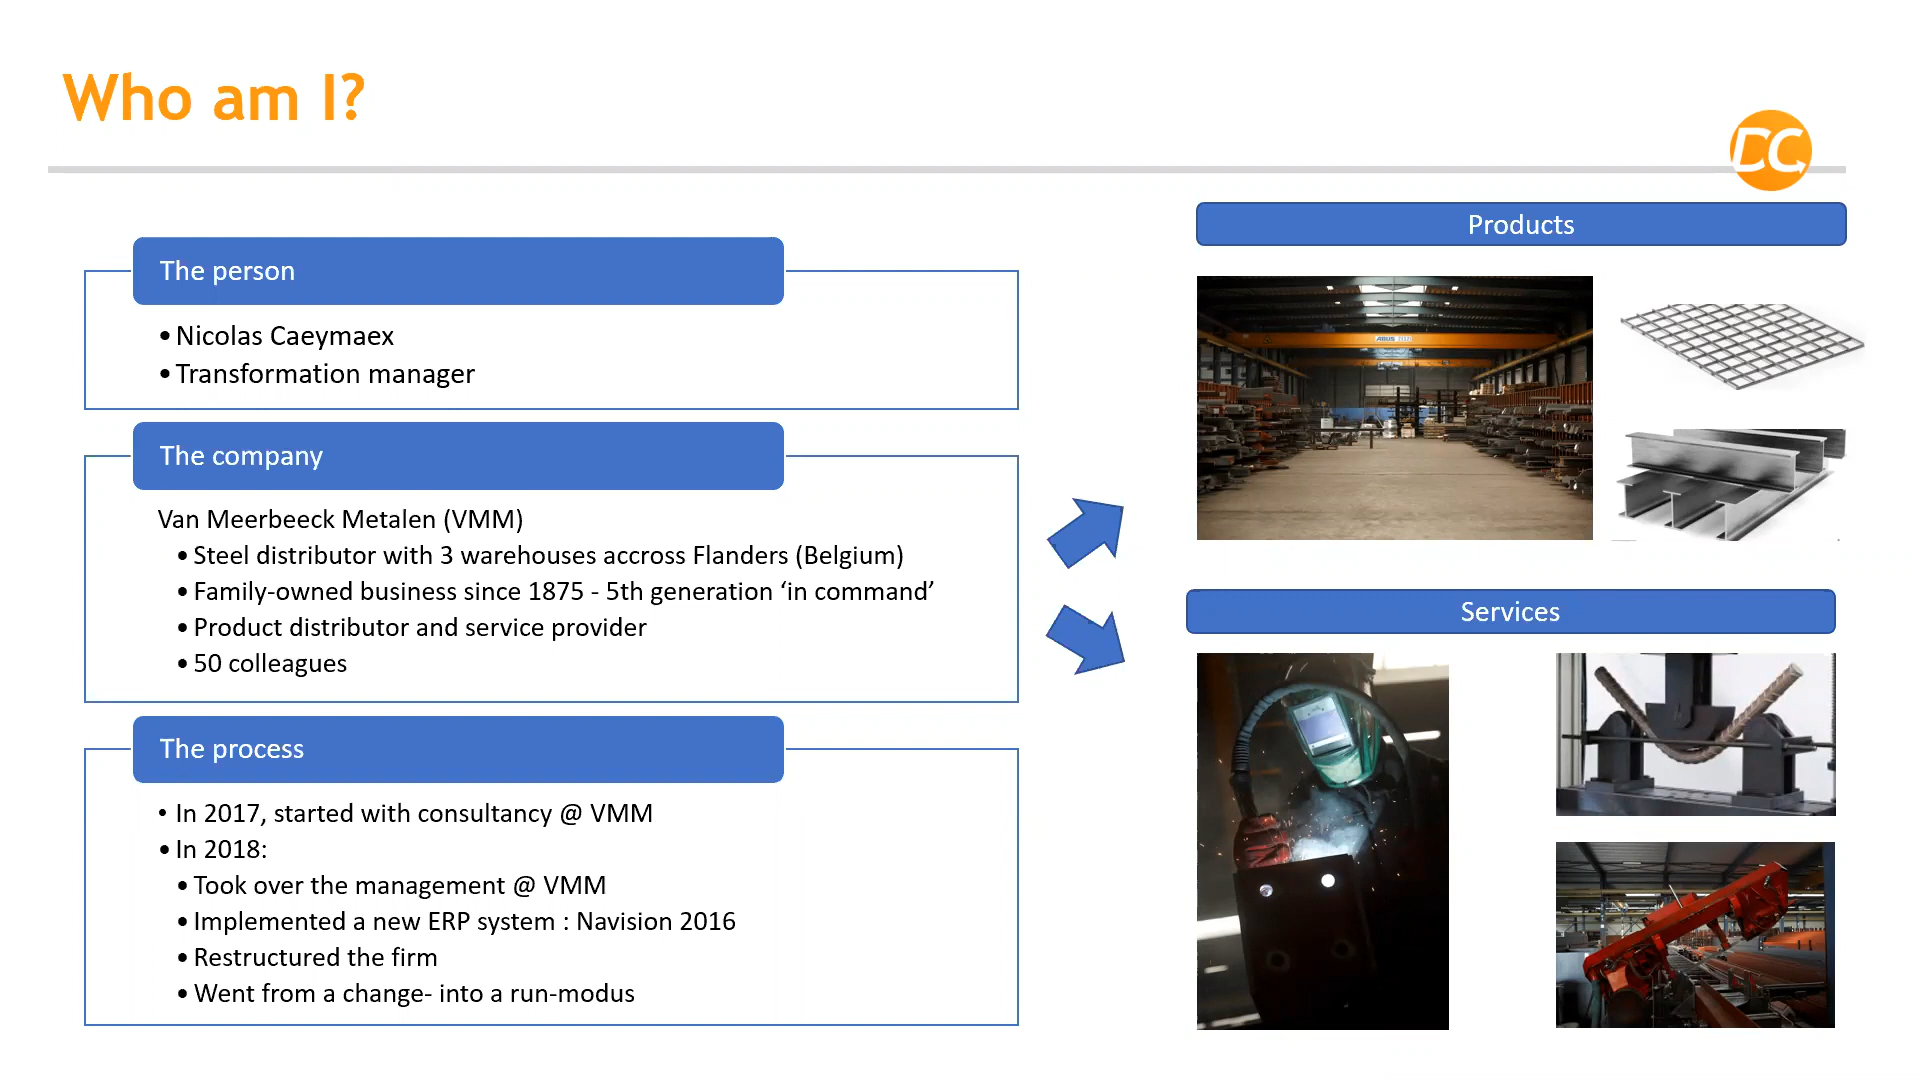 Who am I?
DC
The person
•Nicolas Caeymaex
•Transformation manager
The company
Van Meerbeeck Metalen (VMM)
•Steel distributor with 3 warehouses accross Flanders (Belgium)
•Family-owned business since 1875 - 5th generation ‘in command’
•Product distributor and service provider
•50 colleagues
The process
• In 2017, started with consultancy @ VMM
•In 2018:
•Took over the management @ VMM
•Implemented a new ERP system : Navision 2016
•Restructured the firm
•Went from a change- into a run-modus
Products
ABUS
Services